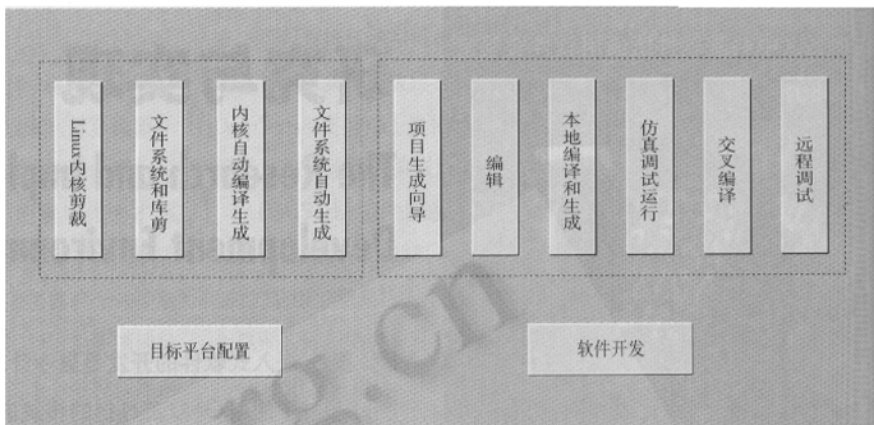 Linux内核剪裁
文件系统和库剪
内核自动编译生成
文件系统自动生成
项目生成向导
编辑
本地编译和生成
仿真调试运行
交叉编译
远程调试
目标平台配置
软件开发
rg.cn